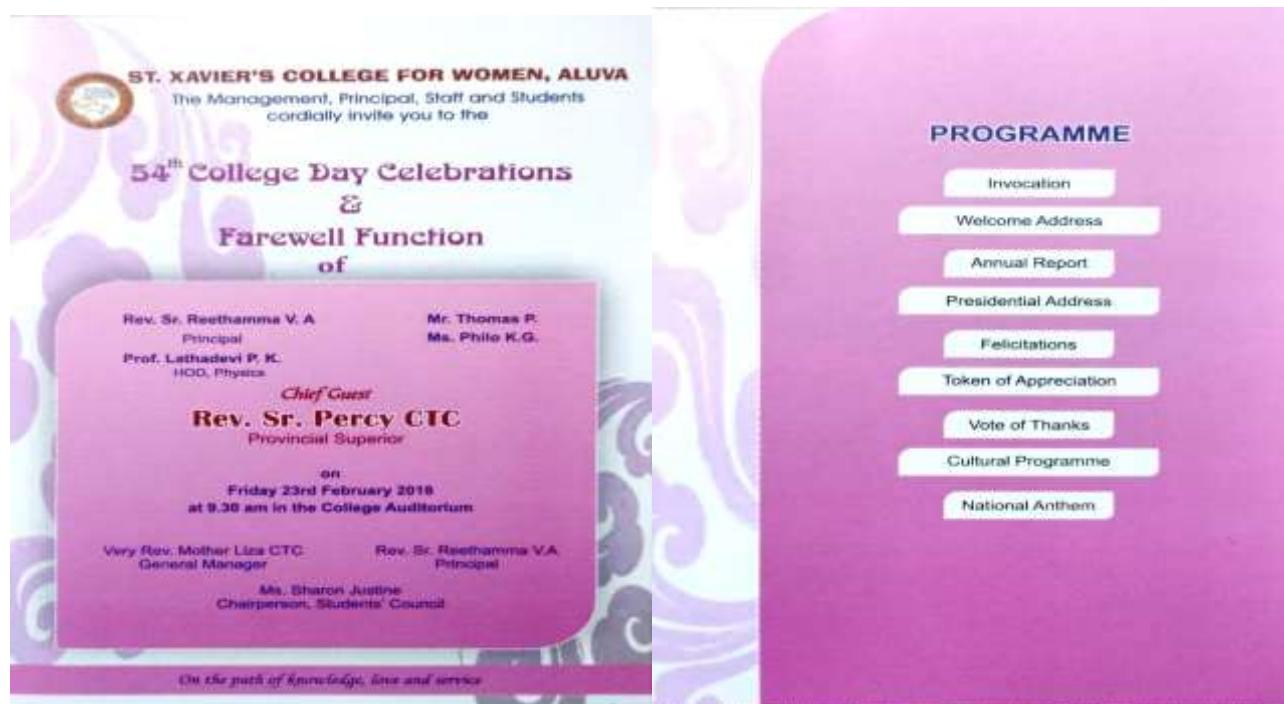 ST. XAVIER'S COLLEGE FOR WOMEN, ALUVA
The Management, Principal, Staff and Students
cordially invite you to the
54th College Day Celebrations
&
Farewell Function
of
Rev. Sr. Reethamma V. A
Principal
Prof. Lathadevi P. K.
HOD, Physics
Mr. Thomas P.
Ms. Philo K.G.
Chief Guest
Rev. Sr. Percy CTC
Provincial Superior
on
Friday 23rd February 2018
at 9.30 am in the College Auditorium
Very Rev. Mother Liza CTC
General Manager
Rev. Sr. Reethamma V.A.
Principal
Ms. Sharon Justine
Chairperson, Students' Council
On the path of knowledge, love and service
PROGRAMME
Invocation
Welcome Address
Annual Report
Presidential Address
Felicitations
Token of Appreciation
Vote of Thanks
Cultural Programme
National Anthem